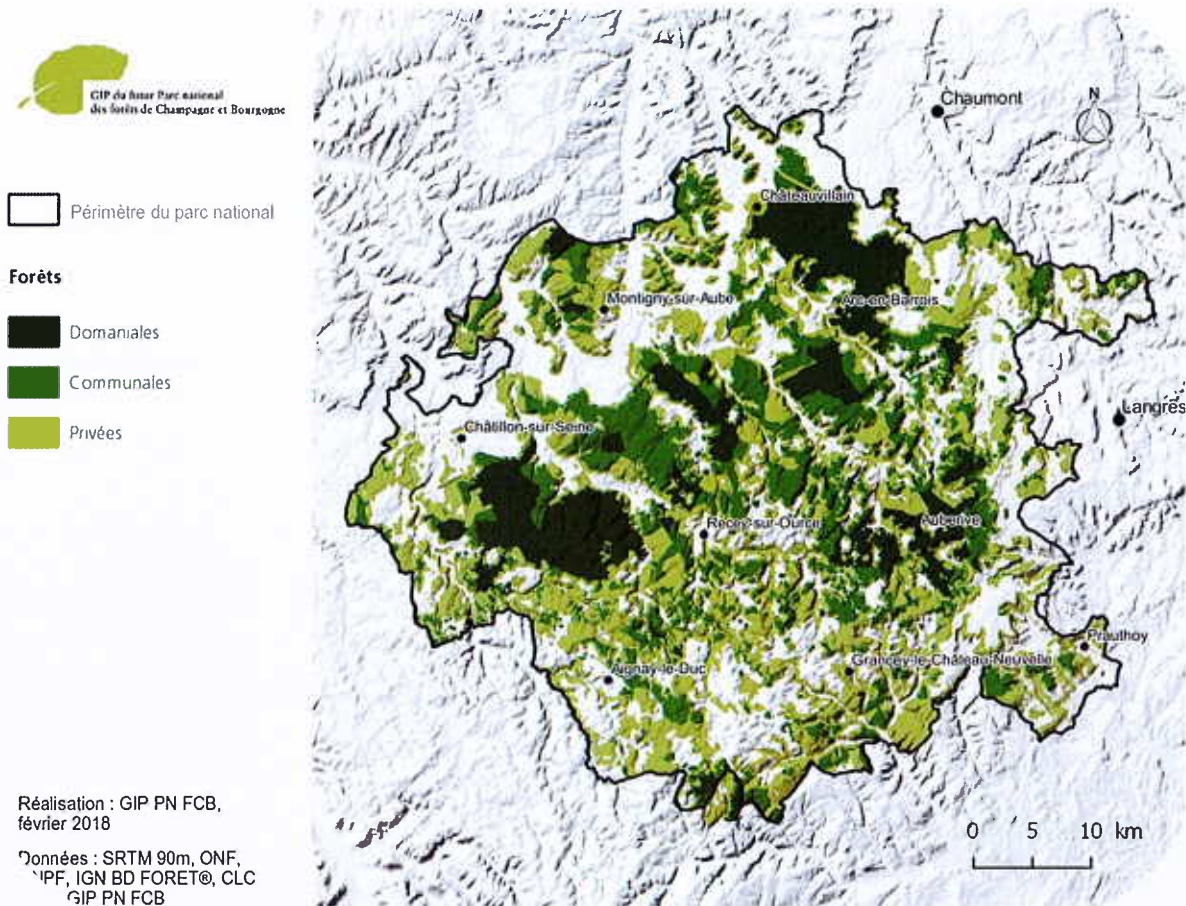 GIP du futur Parc national
des forêts de Champagne et Bourgogne
Périmètre du parc national
Forêts
Domaniales
Communales
Privées
Réalisation : GIP PN FCB,
février 2018
Données : SRTM 90m, ONF,
IGN BD FORET®, CLC
GIP PN FCB
N
Chaumont
Châteauvillain
Montigny-sur-Aube
Arc-en-Barrois
Langres
Châtillon-sur-Seine
Recey-sur-Ource
Auberive
Prauthoy
Aignay-le-Duc
Grancey-le-Château-Neuvelle
0 5 10 km